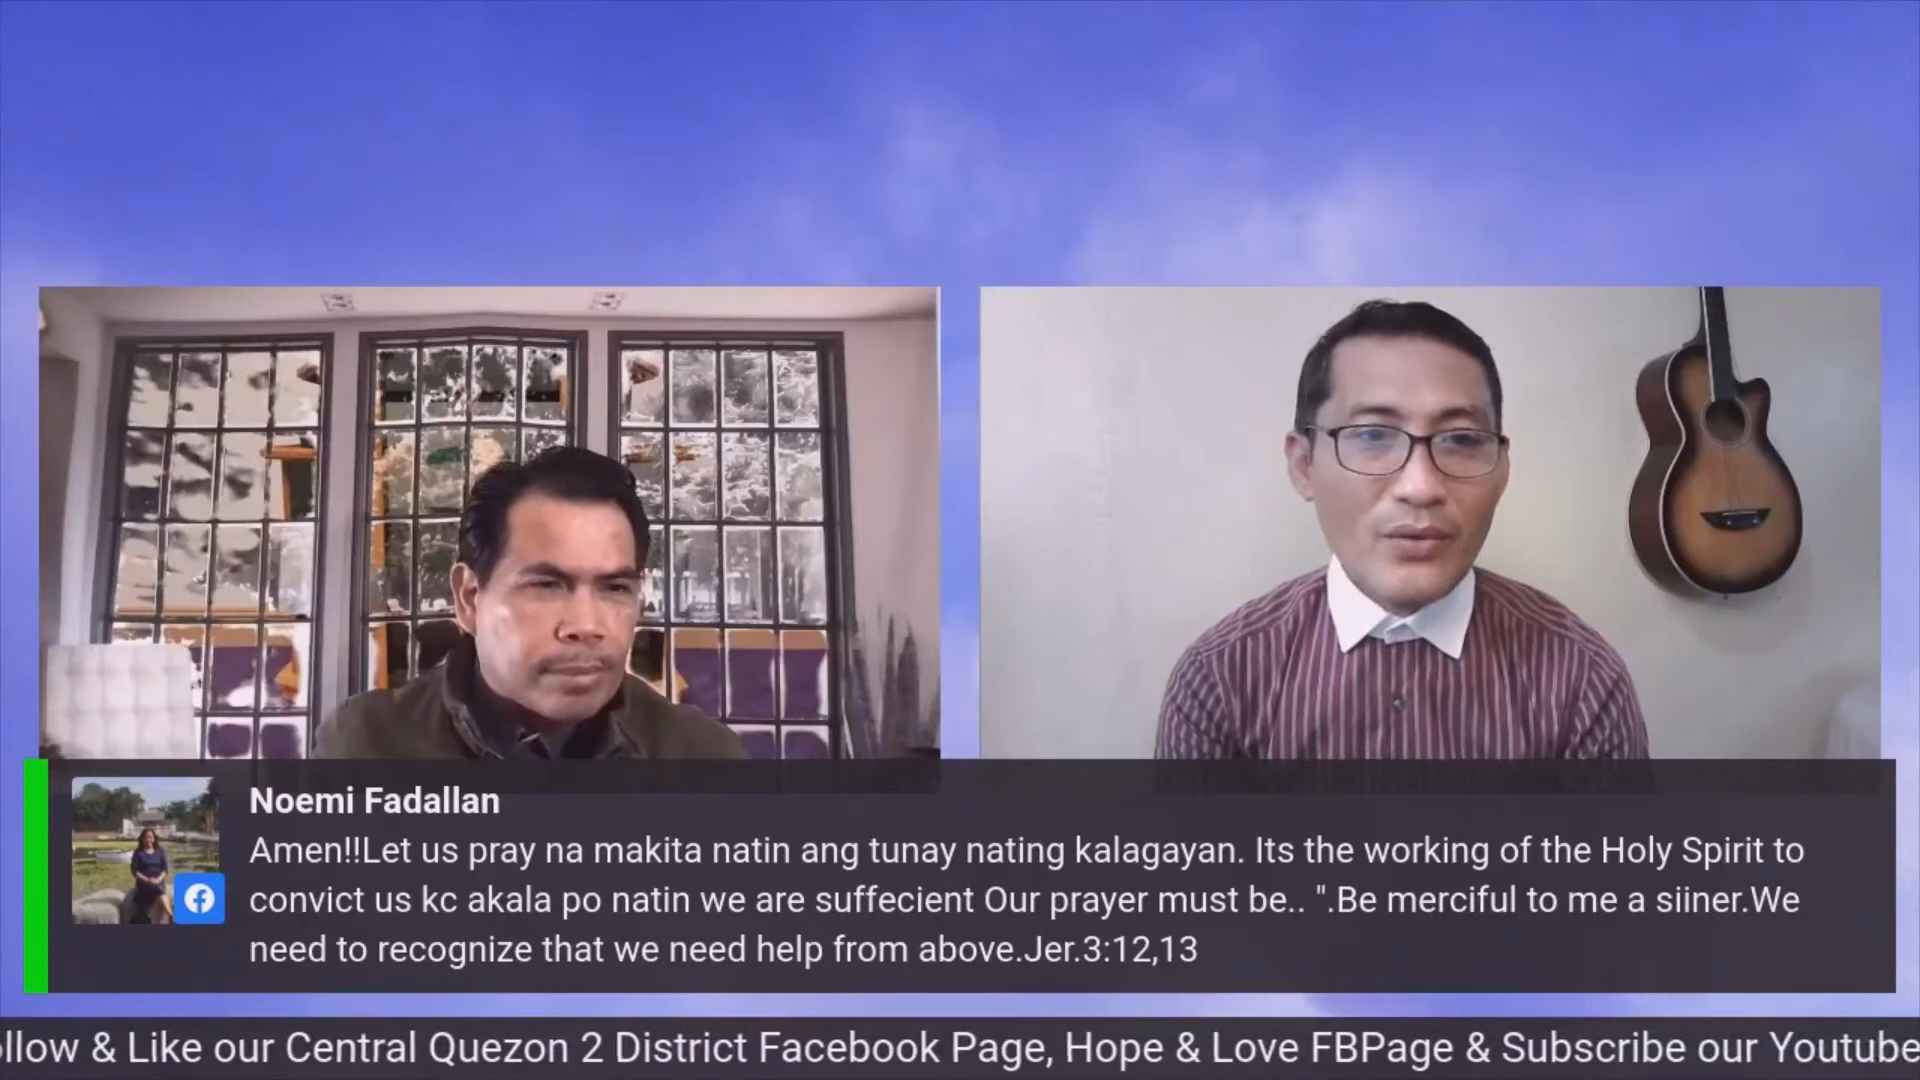 Noemi Fadallan
Amen!!Let us pray na makita natin ang tunay nating kalagayan. Its the working of the Holy Spirit to
convict us kc akala po natin we are suffecient Our prayer must be.. ".Be merciful to me a siiner.We
need to recognize that we need help from above.Jer.3:12,13
ollow & Like our Central Quezon 2 District Facebook Page, Hope & Love FBPage & Subscribe our Youtube